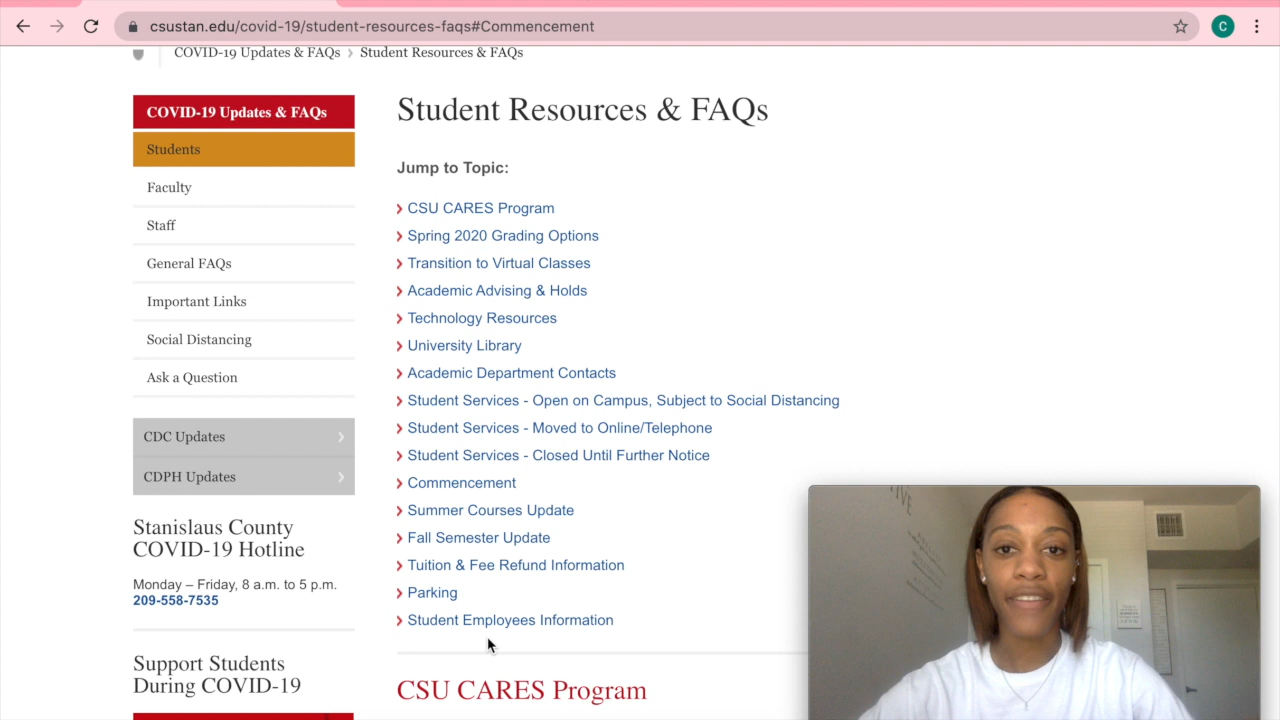 csustan.edu/covid-19/student-resources-faqs#Commencement
C
COVID-19 Updates & FAQs › Student Resources & FAQs
COVID-19 Updates & FAQs
Students
Faculty
Staff
General FAQs
Important Links
Social Distancing
Ask a Question
CDC Updates
CDPH Updates
Stanislaus County
COVID-19 Hotline
Monday – Friday, 8 a.m. to 5 p.m.
209-558-7535
Support Students
During COVID-19
Student Resources & FAQs
Jump to Topic:
CSU CARES Program
Spring 2020 Grading Options
Transition to Virtual Classes
Academic Advising & Holds
Technology Resources
University Library
Academic Department Contacts
Student Services - Open on Campus, Subject to Social Distancing
Student Services - Moved to Online/Telephone
Student Services - Closed Until Further Notice
Commencement
Summer Courses Update
Fall Semester Update
Tuition & Fee Refund Information
Parking
Student Employees Information
CSU CARES Program